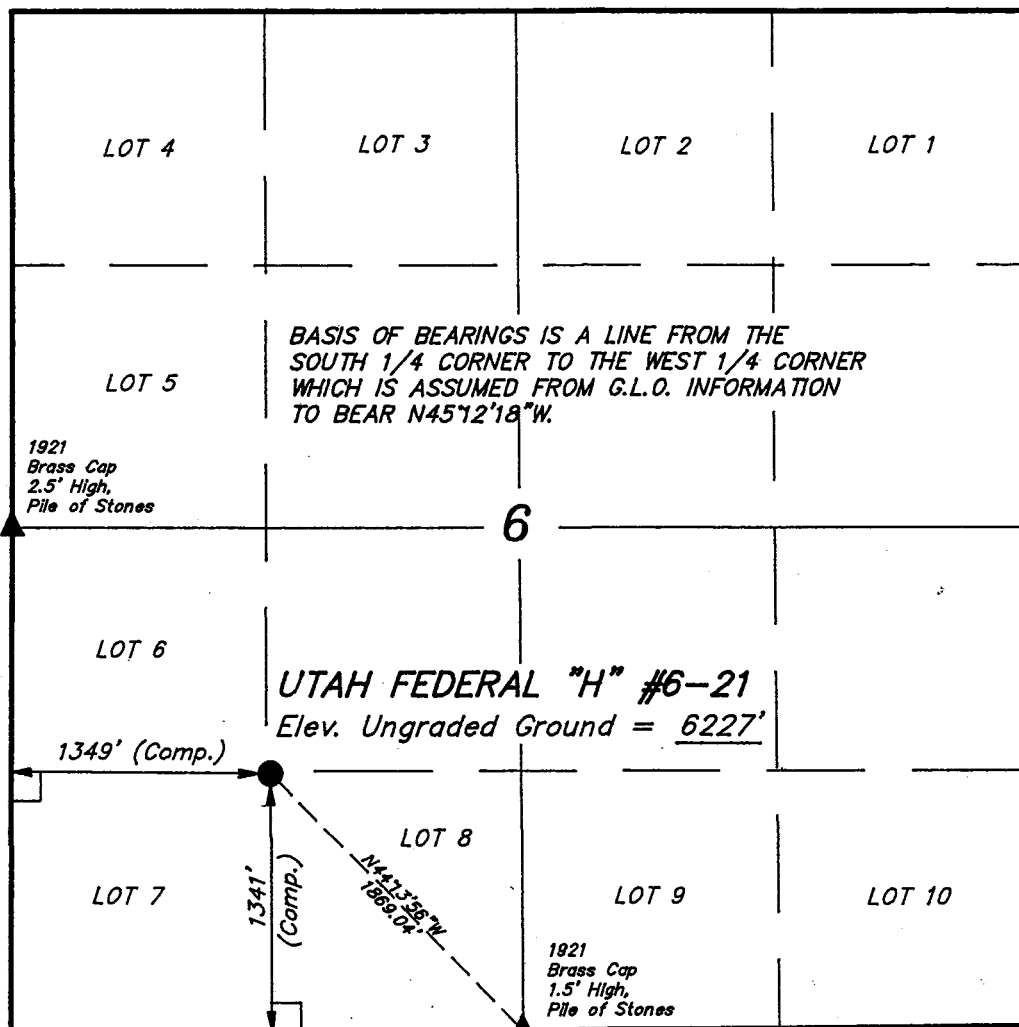 LOT 4
LOT 3
LOT 2
LOT 1
BASIS OF BEARINGS IS A LINE FROM THE
SOUTH 1/4 CORNER TO THE WEST 1/4 CORNER
WHICH IS ASSUMED FROM G.L.O. INFORMATION
TO BEAR N45°12'18"W.
LOT 5
1921
Brass Cap
2.5' High,
Pile of Stones
6
LOT 6
UTAH FEDERAL "H" #6-21
Elev. Ungraded Ground = 6227'
1349' (Comp.)
LOT 8
N44°13'56"W
1869.04'
1341'
(Comp.)
LOT 7
LOT 9
LOT 10
1921
Brass Cap
1.5' High,
Pile of Stones